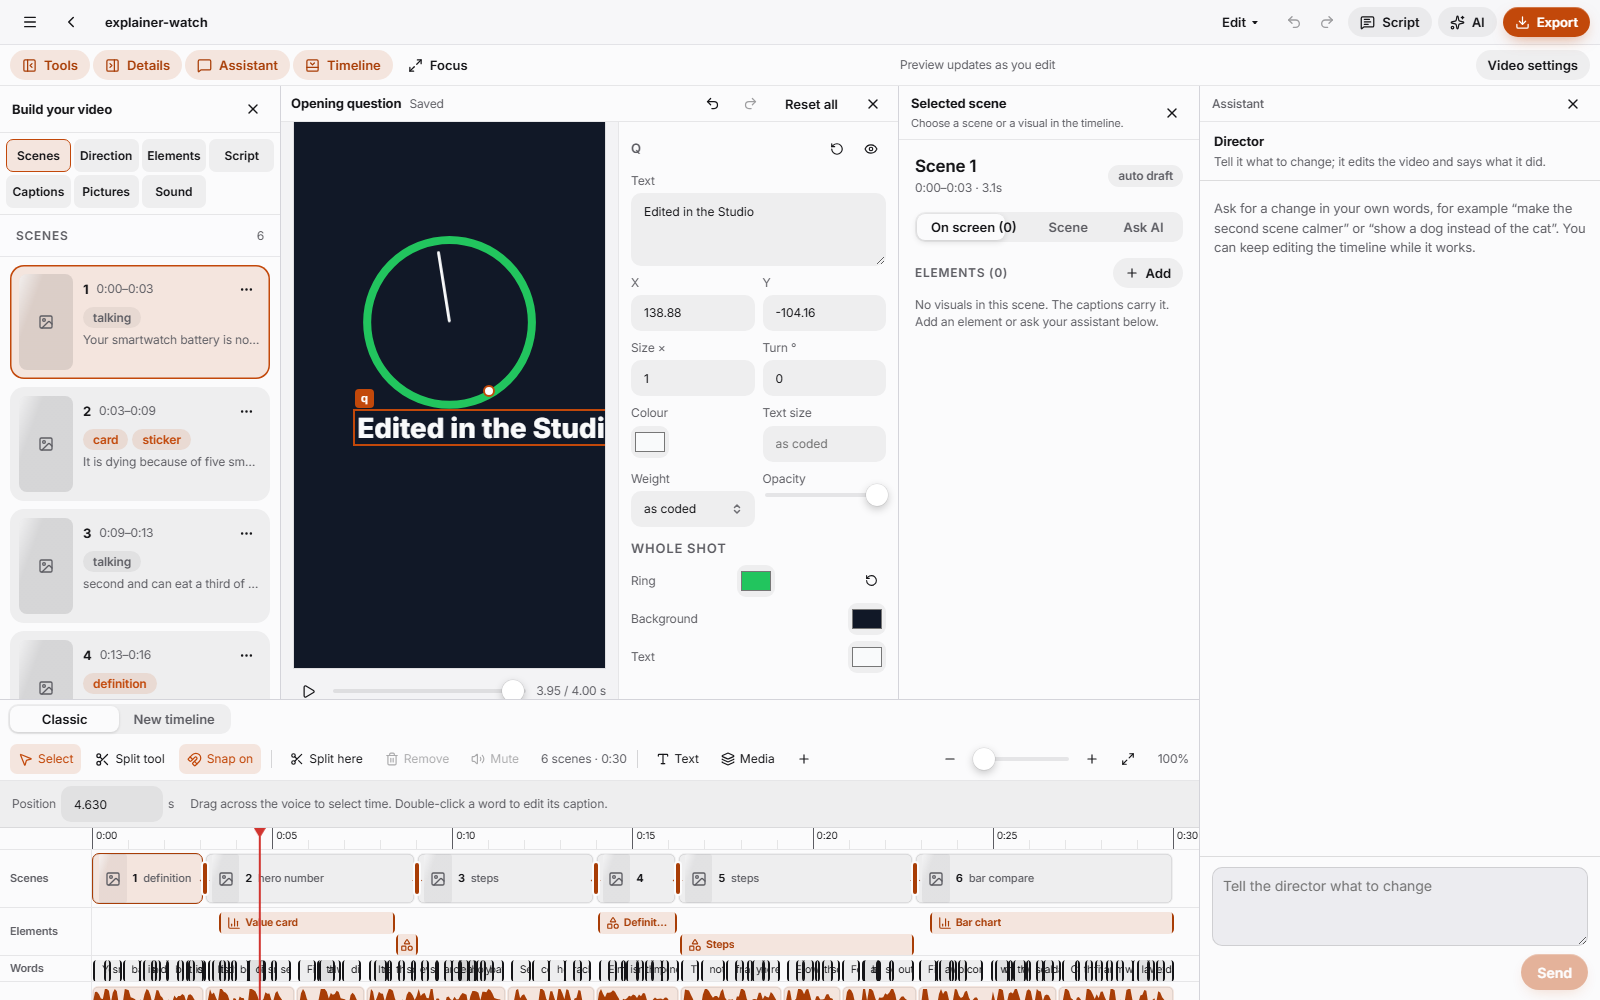 explainer-watch
Edit
Script
AI
Export
Tools
Details
Assistant
Timeline
Focus
Preview updates as you edit
Video settings
Build your video
Scenes
Direction
Elements
Script
Captions
Pictures
Sound
SCENES
6
1 0:00–0:03
talking
Your smartwatch battery is no...
2 0:03–0:09
card
sticker
It is dying because of five sm...
3 0:09–0:13
talking
second and can eat a third of ...
4 0:13–0:16
definition
Opening question Saved
Reset all
q
Edited in the Studi
3.95 / 4.00 s
Q
Text
Edited in the Studio
X
Y
138.88
-104.16
Size ×
Turn °
1
0
Colour
Text size
as coded
Weight
Opacity
as coded
WHOLE SHOT
Ring
Background
Text
Selected scene
Choose a scene or a visual in the timeline.
Scene 1
0:00–0:03 · 3.1s
auto draft
On screen (0)
Scene
Ask AI
ELEMENTS (0)
Add
No visuals in this scene. The captions carry it.
Add an element or ask your assistant below.
Assistant
Director
Tell it what to change; it edits the video and says what it did.
Ask for a change in your own words, for example “make the
second scene calmer” or “show a dog instead of the cat”. You
can keep editing the timeline while it works.
Tell the director what to change
Send
Classic
New timeline
Select
Split tool
Snap on
Split here
Remove
Mute
6 scenes · 0:30
Text
Media
100%
Position
4.630
s
Drag across the voice to select time. Double-click a word to edit its caption.
0:00
0:05
0:10
0:15
0:20
0:25
0:30
Scenes
1 definition
2 hero number
3 steps
4
5 steps
6 bar compare
Elements
Value card
Definit...
Bar chart
Steps
Words